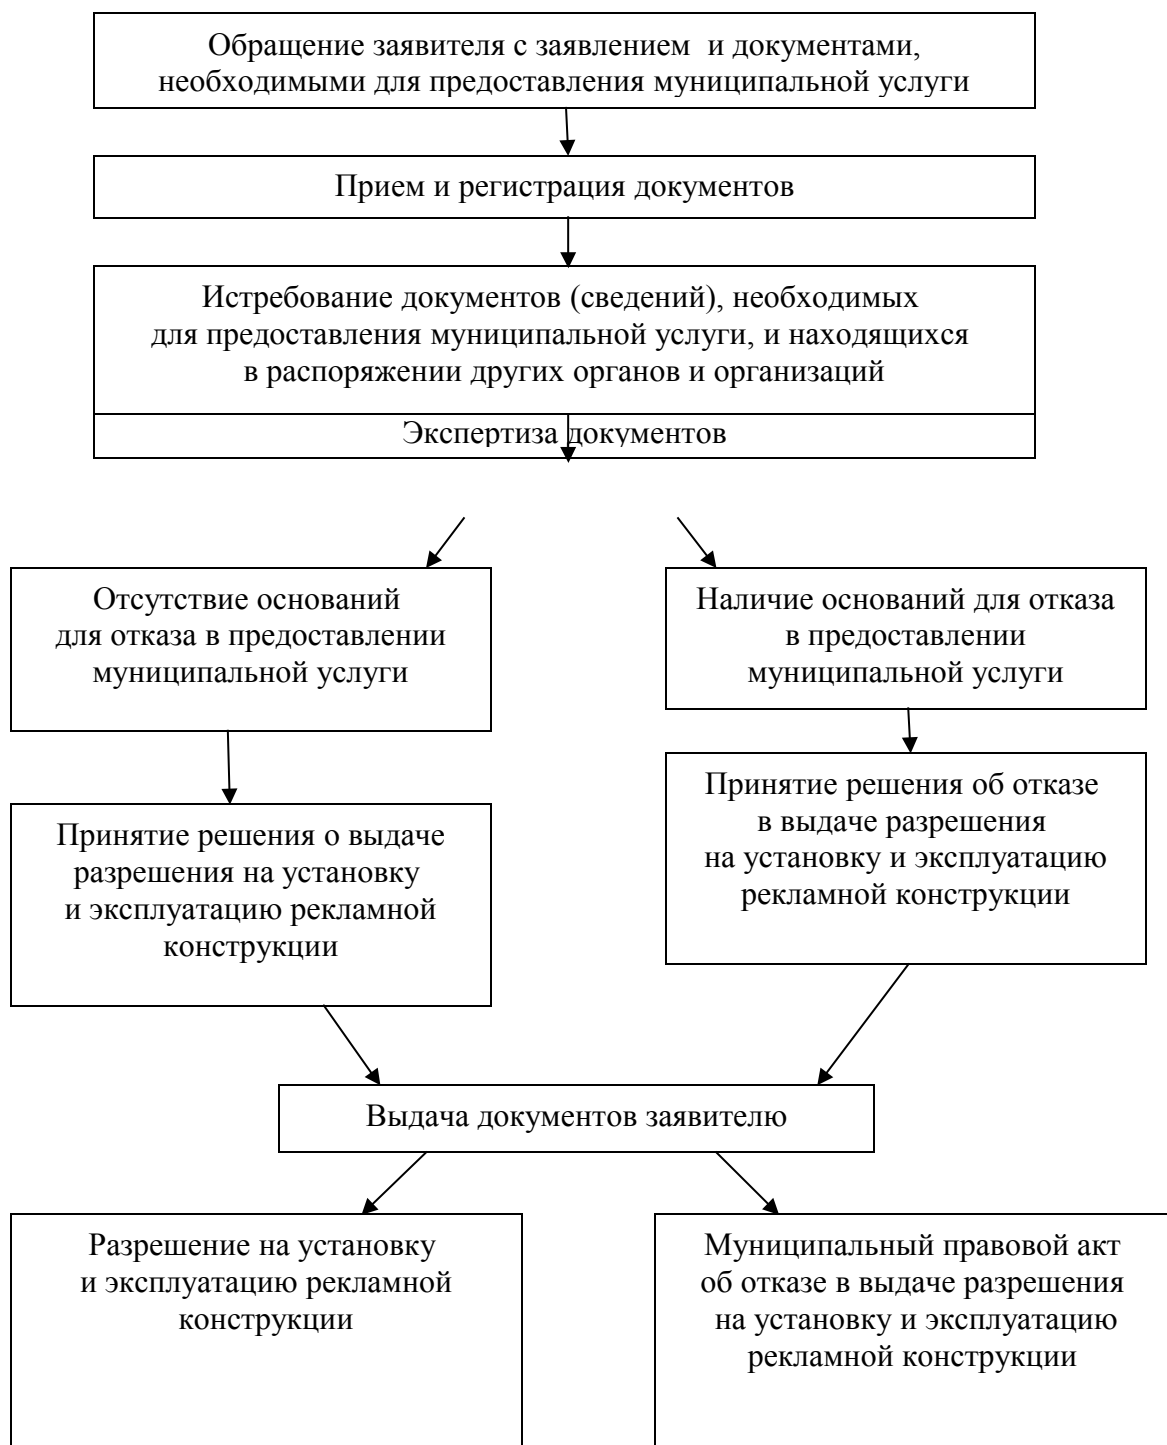 Обращение заявителя с заявлением и документами,
необходимыми для предоставления муниципальной услуги
Прием и регистрация документов
Истребование документов (сведений), необходимых
для предоставления муниципальной услуги, и находящихся
в распоряжении других органов и организаций
Экспертиза документов
Отсутствие оснований
для отказа в предоставлении
муниципальной услуги
Наличие оснований для отказа
в предоставлении
муниципальной услуги
Принятие решения о выдаче
разрешения на установку
и эксплуатацию рекламной
конструкции
Принятие решения об отказе
в выдаче разрешения
на установку и эксплуатацию
рекламной конструкции
Выдача документов заявителю
Разрешение на установку
и эксплуатацию рекламной
конструкции
Муниципальный правовой акт
об отказе в выдаче разрешения
на установку и эксплуатацию
рекламной конструкции